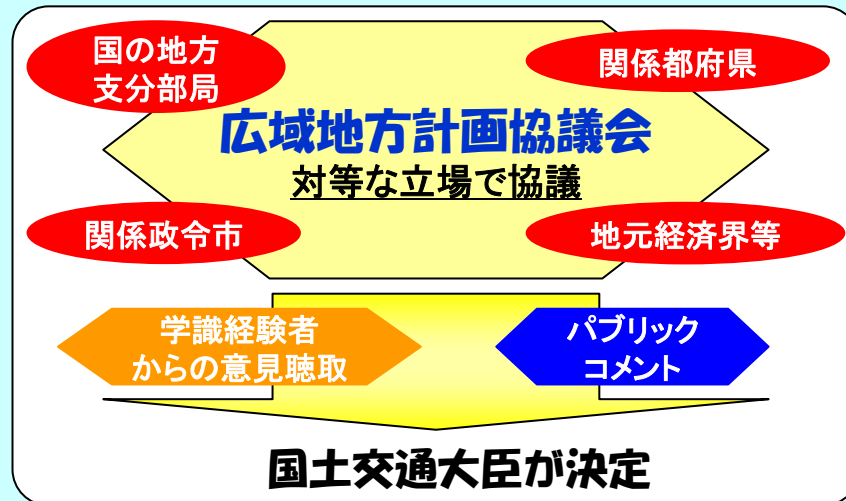 国の地方
支分部局
関係都府県
広域地方計画協議会
対等な立場で協議
関係政令市
地元経済界等
学識経験者
からの意見聴取
パブリック
コメント
国土交通大臣が決定